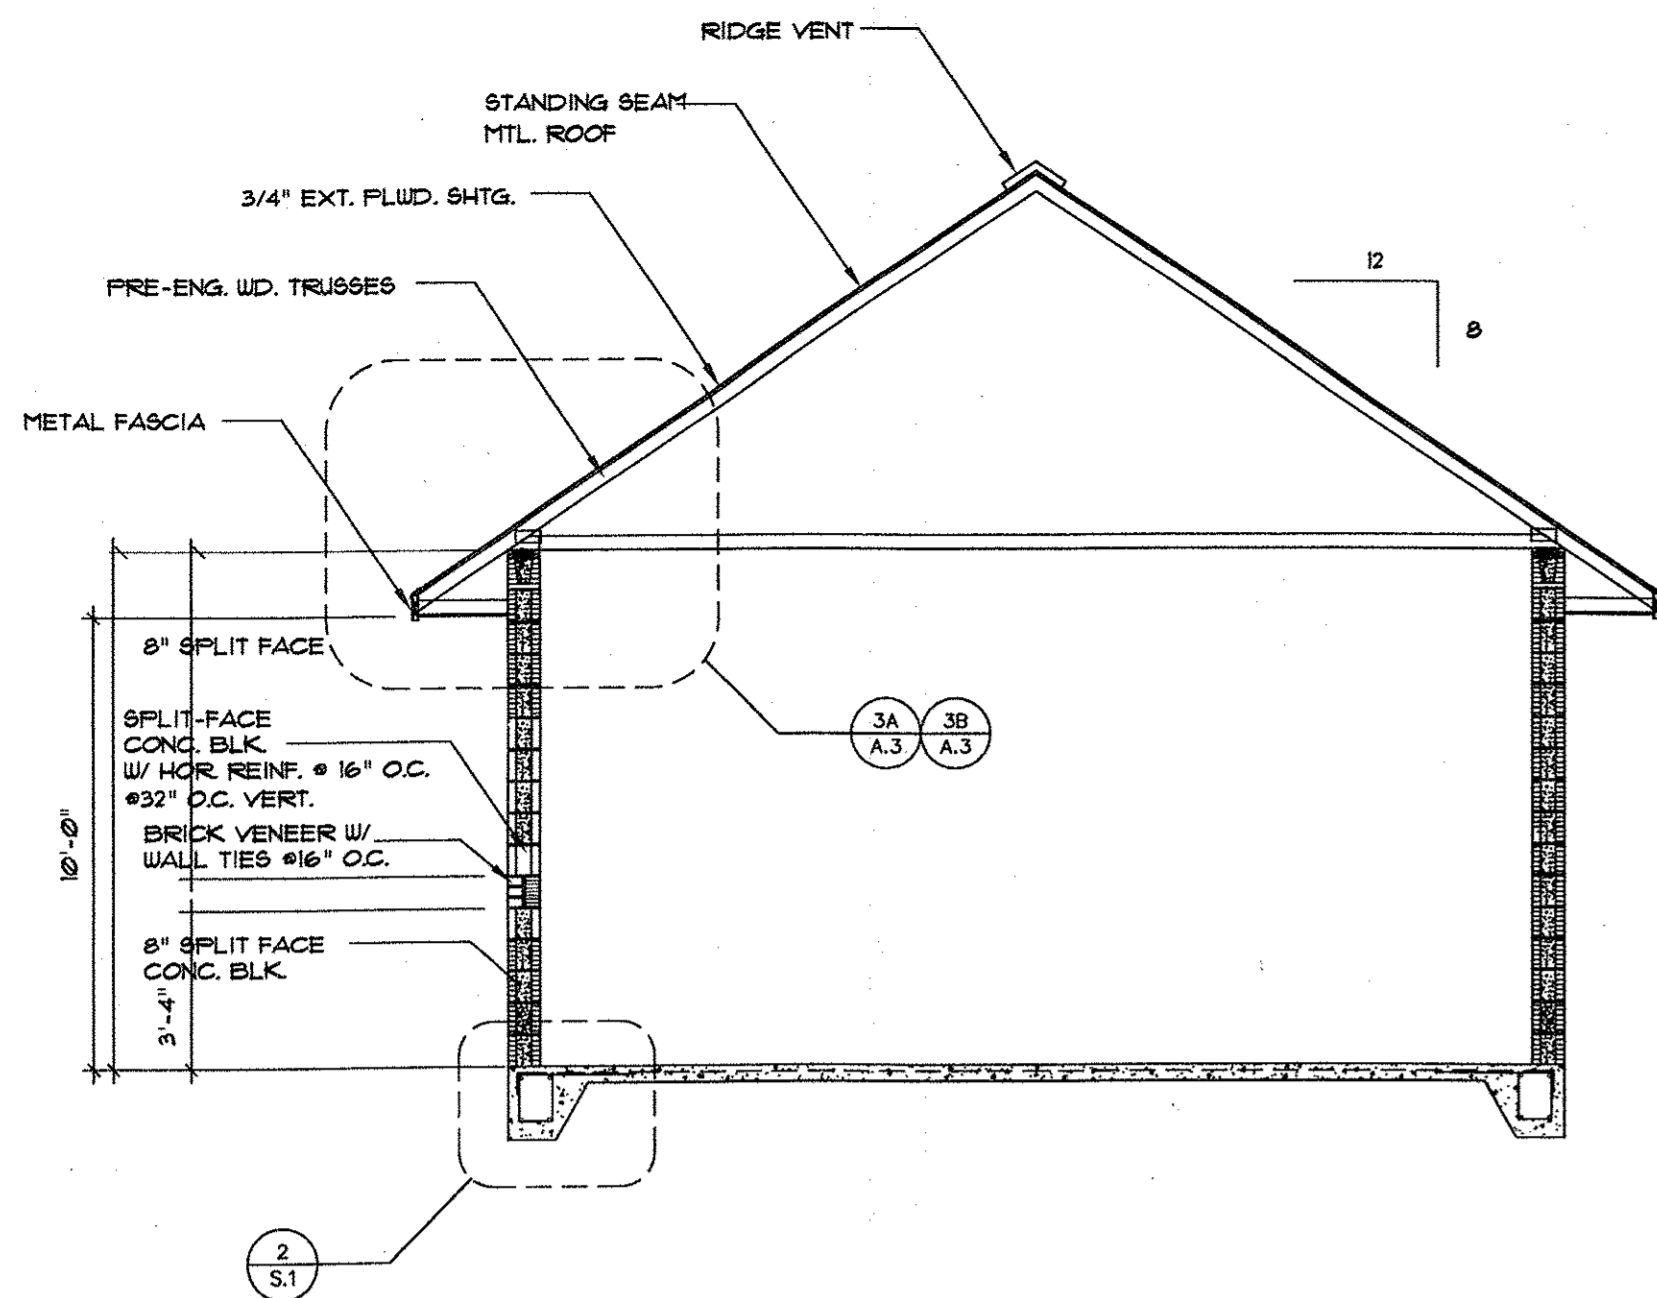 RIDGE VENT
STANDING SEAM
MTL. ROOF
3/4" EXT. PLWD. SHTG.
12
PRE-ENG. WD. TRUSSES
8
METAL FASCIA
8" SPLIT FACE
SPLIT-FACE
CONC. BLK.
W/ HOR. REINF. @ 16" O.C.
@32" O.C. VERT.
3A
A.3
3B
A.3
BRICK VENEER W/
WALL TIES @16" O.C.
10'-0"
8" SPLIT FACE
CONC. BLK.
3'-4"
2
S.1